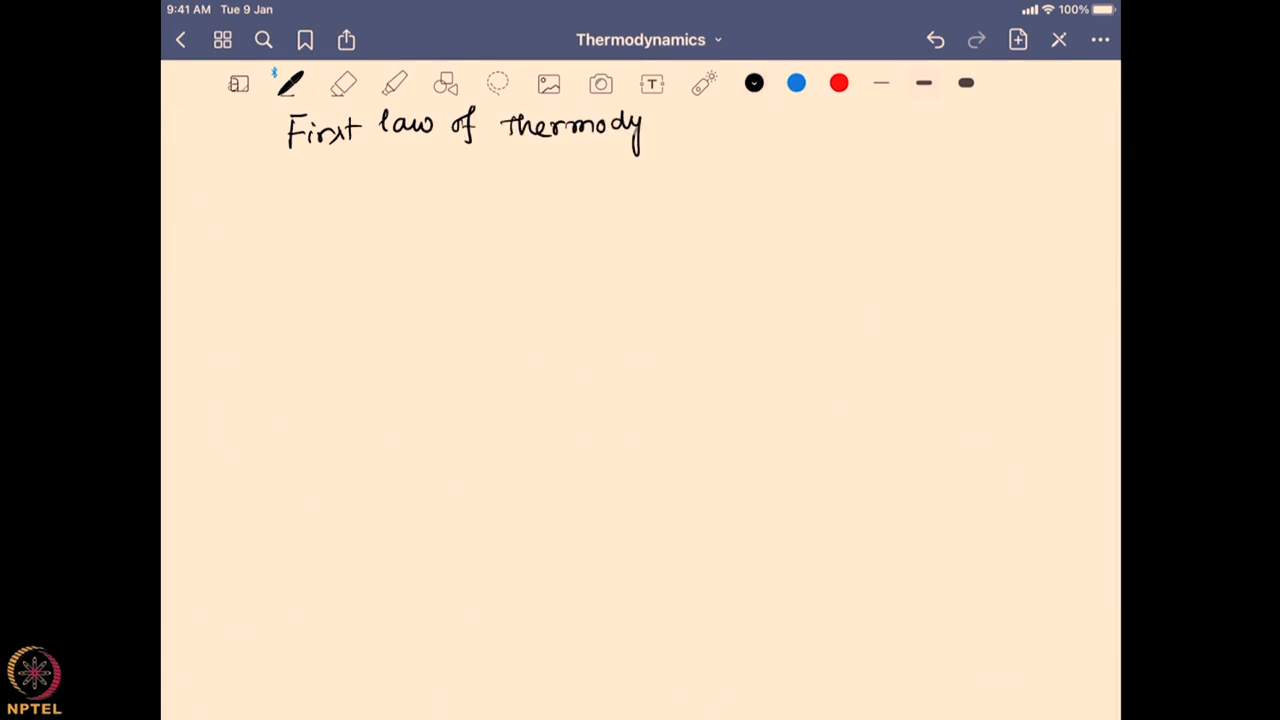 9:41 AM Tue 9 Jan 100%
Thermodynamics
T
First law of Thermody
NPTEL